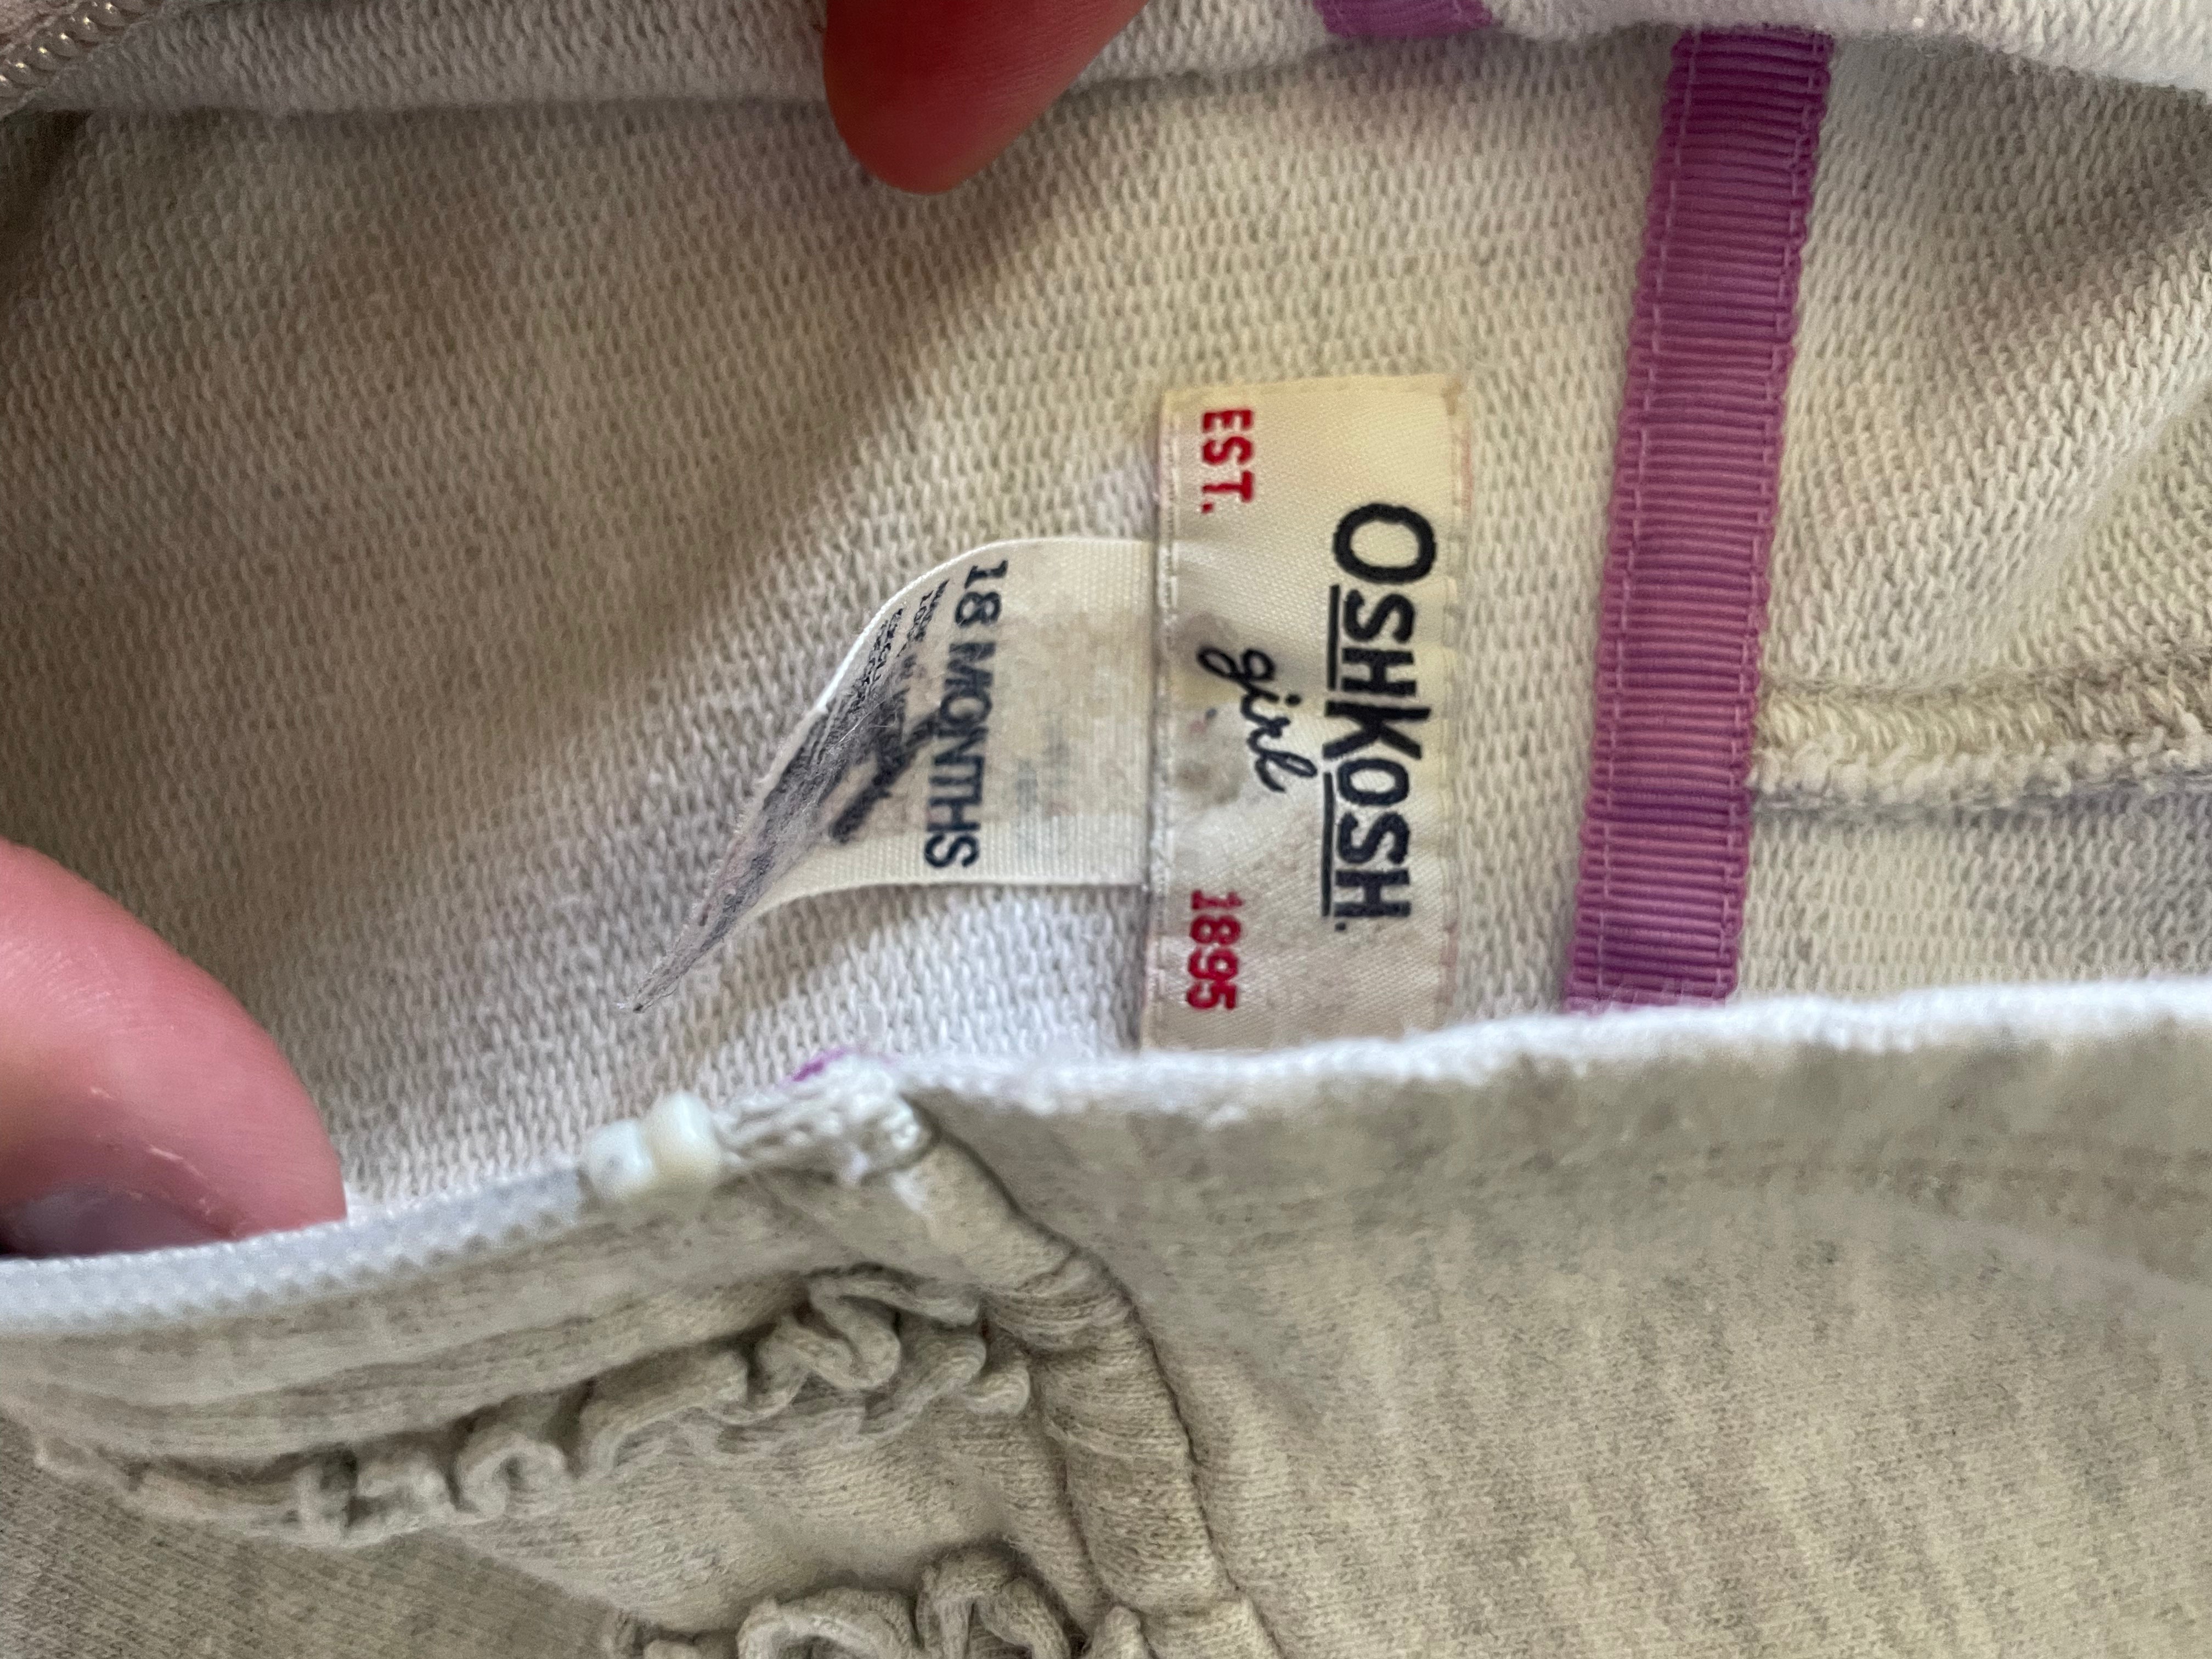 OSHKOSH
girl
EST. 1895
18 MONTHS